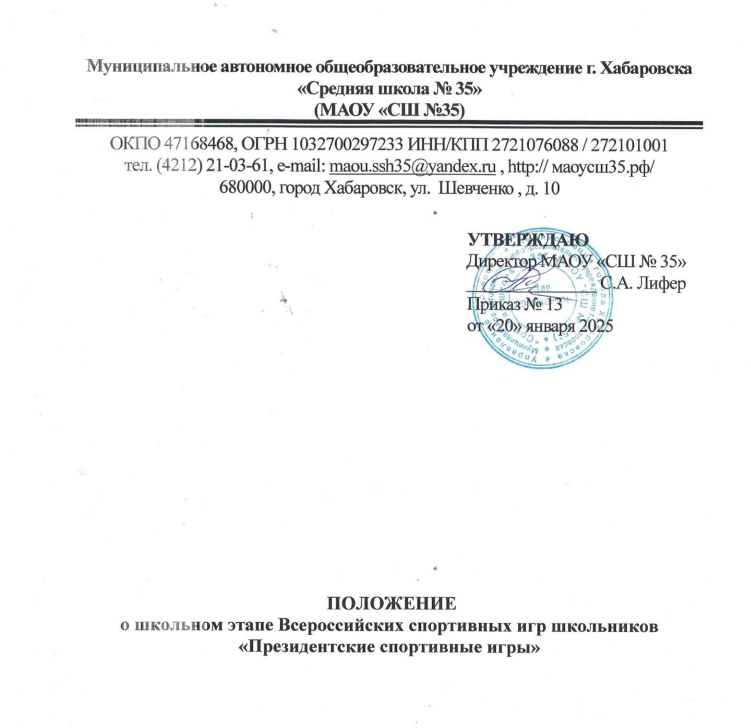 Муниципальное автономное общеобразовательное учреждение г. Хабаровска
«Средняя школа № 35»
(МАОУ «СШ №35)
ОКПО 47168468, ОГРН 1032700297233 ИНН/КПП 2721076088 / 272101001
тел. (4212) 21-03-61, e-mail: maou.ssh35@yandex.ru , http:// маоусш35.рф/
680000, город Хабаровск, ул. Шевченко , д. 10
УТВЕРЖДАЮ
Директор МАОУ «СШ № 35»
С.А. Лифер
Приказ № 13
от «20» января 2025
ПОЛОЖЕНИЕ
о школьном этапе Всероссийских спортивных игр школьников
«Президентские спортивные игры»